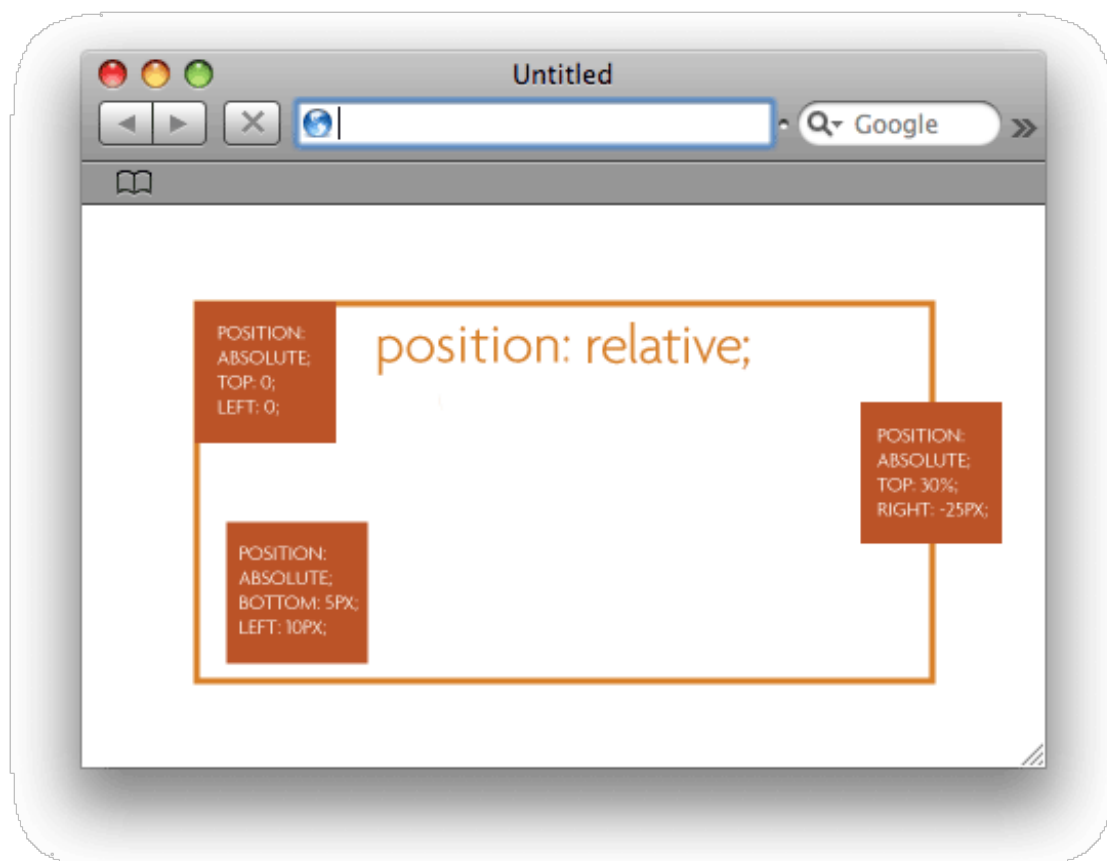 Untitled
Google
position: relative;
POSITION:
ABSOLUTE;
TOP: 0;
LEFT: 0;
POSITION:
ABSOLUTE;
TOP: 30%;
RIGHT: -25PX;
POSITION:
ABSOLUTE;
BOTTOM: 5PX;
LEFT: 10PX;